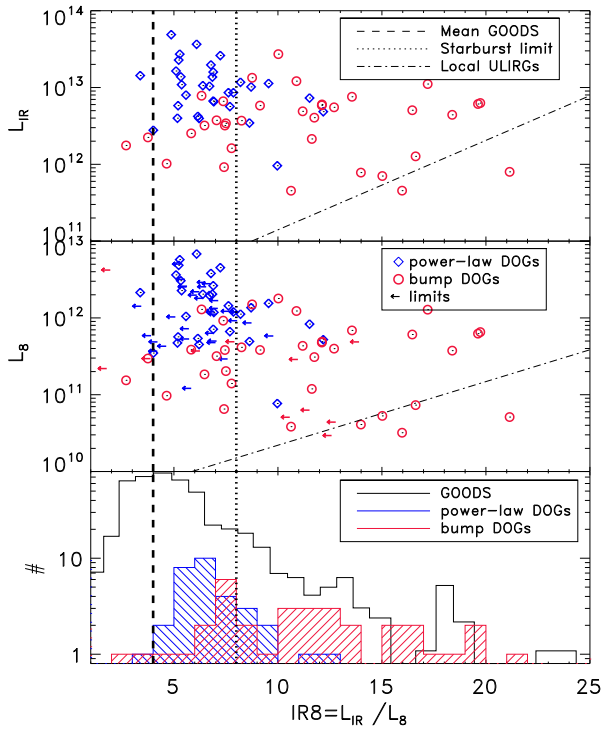 10^14
10^13
10^12
10^11
L_IR
Mean GOODS
Starburst limit
Local ULIRGs
10^13
10^12
10^11
10^10
L_8
power-law DOGs
bump DOGs
limits
10
1
#
GOODS
power-law DOGs
bump DOGs
5 10 15 20 25
IR8=L_IR /L_8